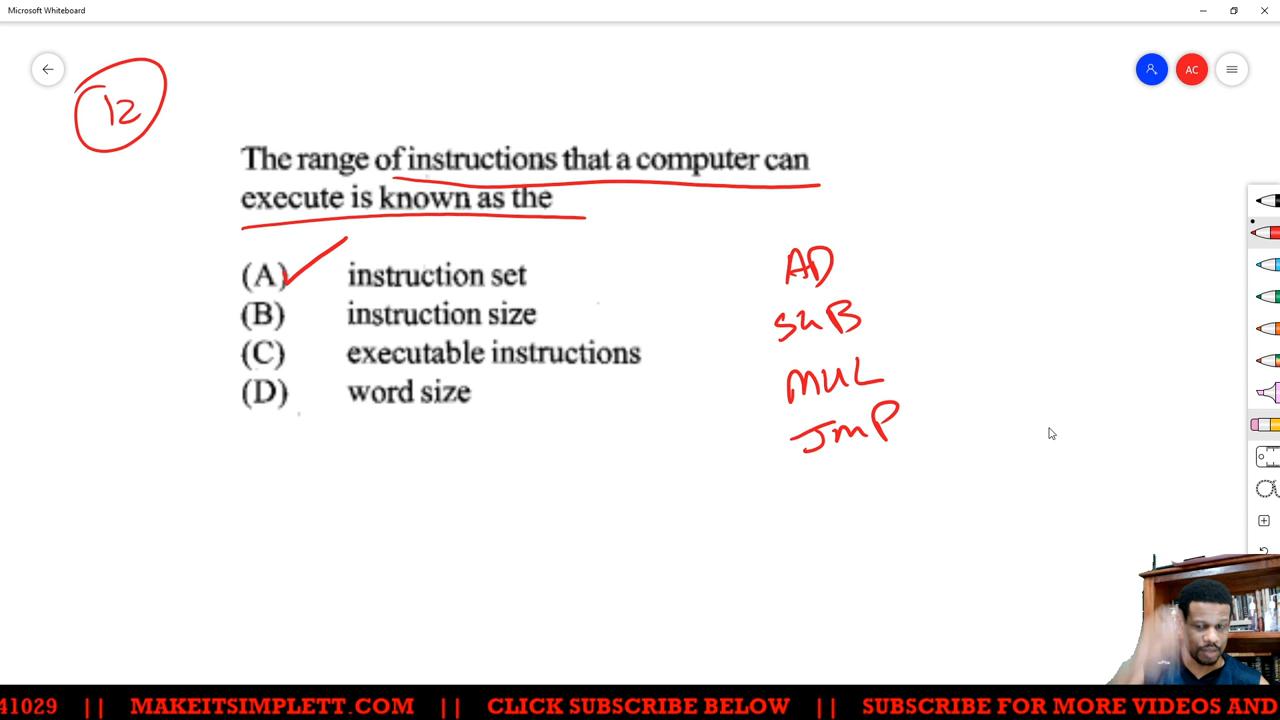 Microsoft Whiteboard
AC
12
The range of instructions that a computer can
execute is known as the
(A) instruction set
(B) instruction size
(C) executable instructions
(D) word size
AD
SUB
MUL
JMP
41029 || MAKEITSIMPLETT.COM || CLICK SUBSCRIBE BELOW || SUBSCRIBE FOR MORE VIDEOS AND